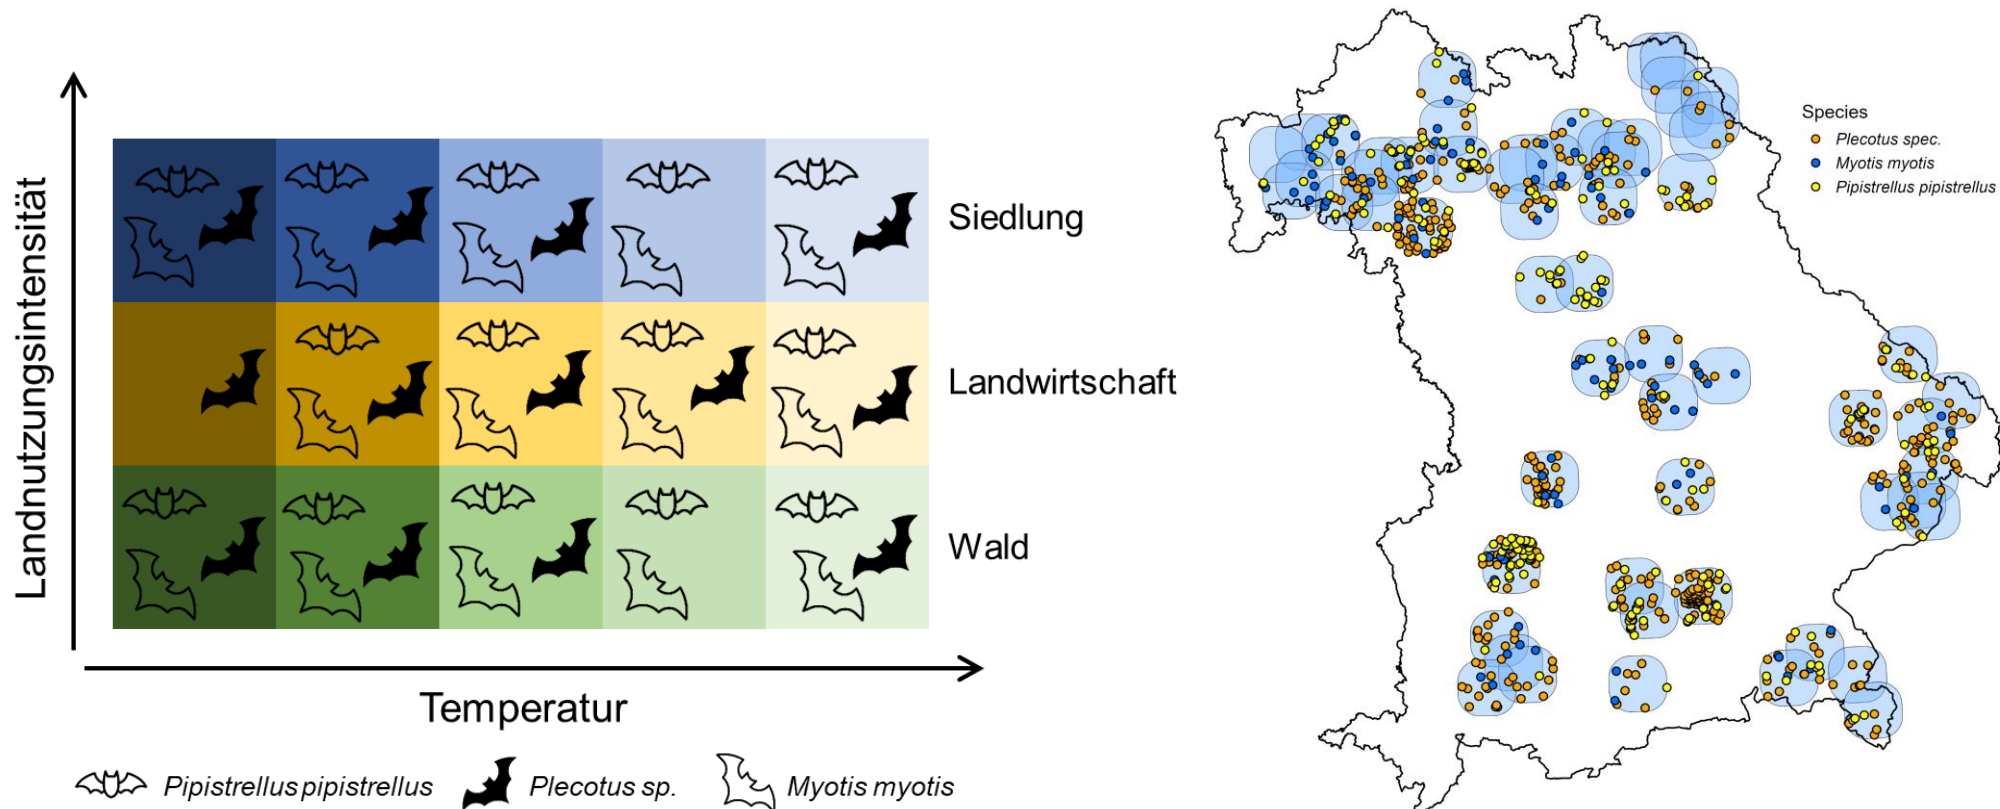 Landnutzungsintensität
Siedlung
Landwirtschaft
Wald
Temperatur
Pipistrellus pipistrellus
Plecotus sp.
Myotis myotis
Species
Plecotus spec.
Myotis myotis
Pipistrellus pipistrellus